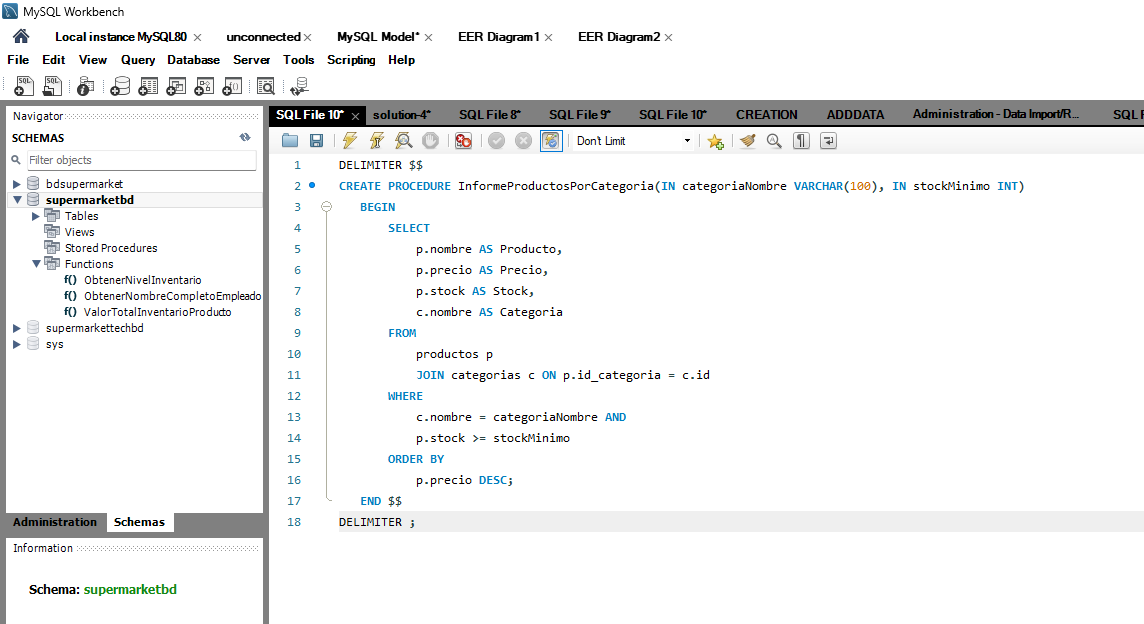 MySQL Workbench
Local instance MySQL80 × unconnected × MySQL Model* × EER Diagram1 × EER Diagram2 ×
File Edit View Query Database Server Tools Scripting Help
Navigator
SCHEMAS
Filter objects
bdsupermarket
supermarketbd
Tables
Views
Stored Procedures
Functions
f() ObtenerNivelInventario
f() ObtenerNombreCompletoEmpleado
f() ValorTotalInventarioProducto
supermarkettechbd
sys
Administration Schemas
Information
Schema: supermarketbd
SQL File 10* × solution-4* SQL File 8* SQL File 9* SQL File 10* CREATION ADDDATA Administration - Data Import/R... SQL F
Don't Limit
1 DELIMITER $$
2 CREATE PROCEDURE InformeProductosPorCategoria(IN categoriaNombre VARCHAR(100), IN stockMinimo INT)
3 BEGIN
4 SELECT
5 p.nombre AS Producto,
6 p.precio AS Precio,
7 p.stock AS Stock,
8 c.nombre AS Categoria
9 FROM
10 productos p
11 JOIN categorias c ON p.id_categoria = c.id
12 WHERE
13 c.nombre = categoriaNombre AND
14 p.stock >= stockMinimo
15 ORDER BY
16 p.precio DESC;
17 END $$
18 DELIMITER ;